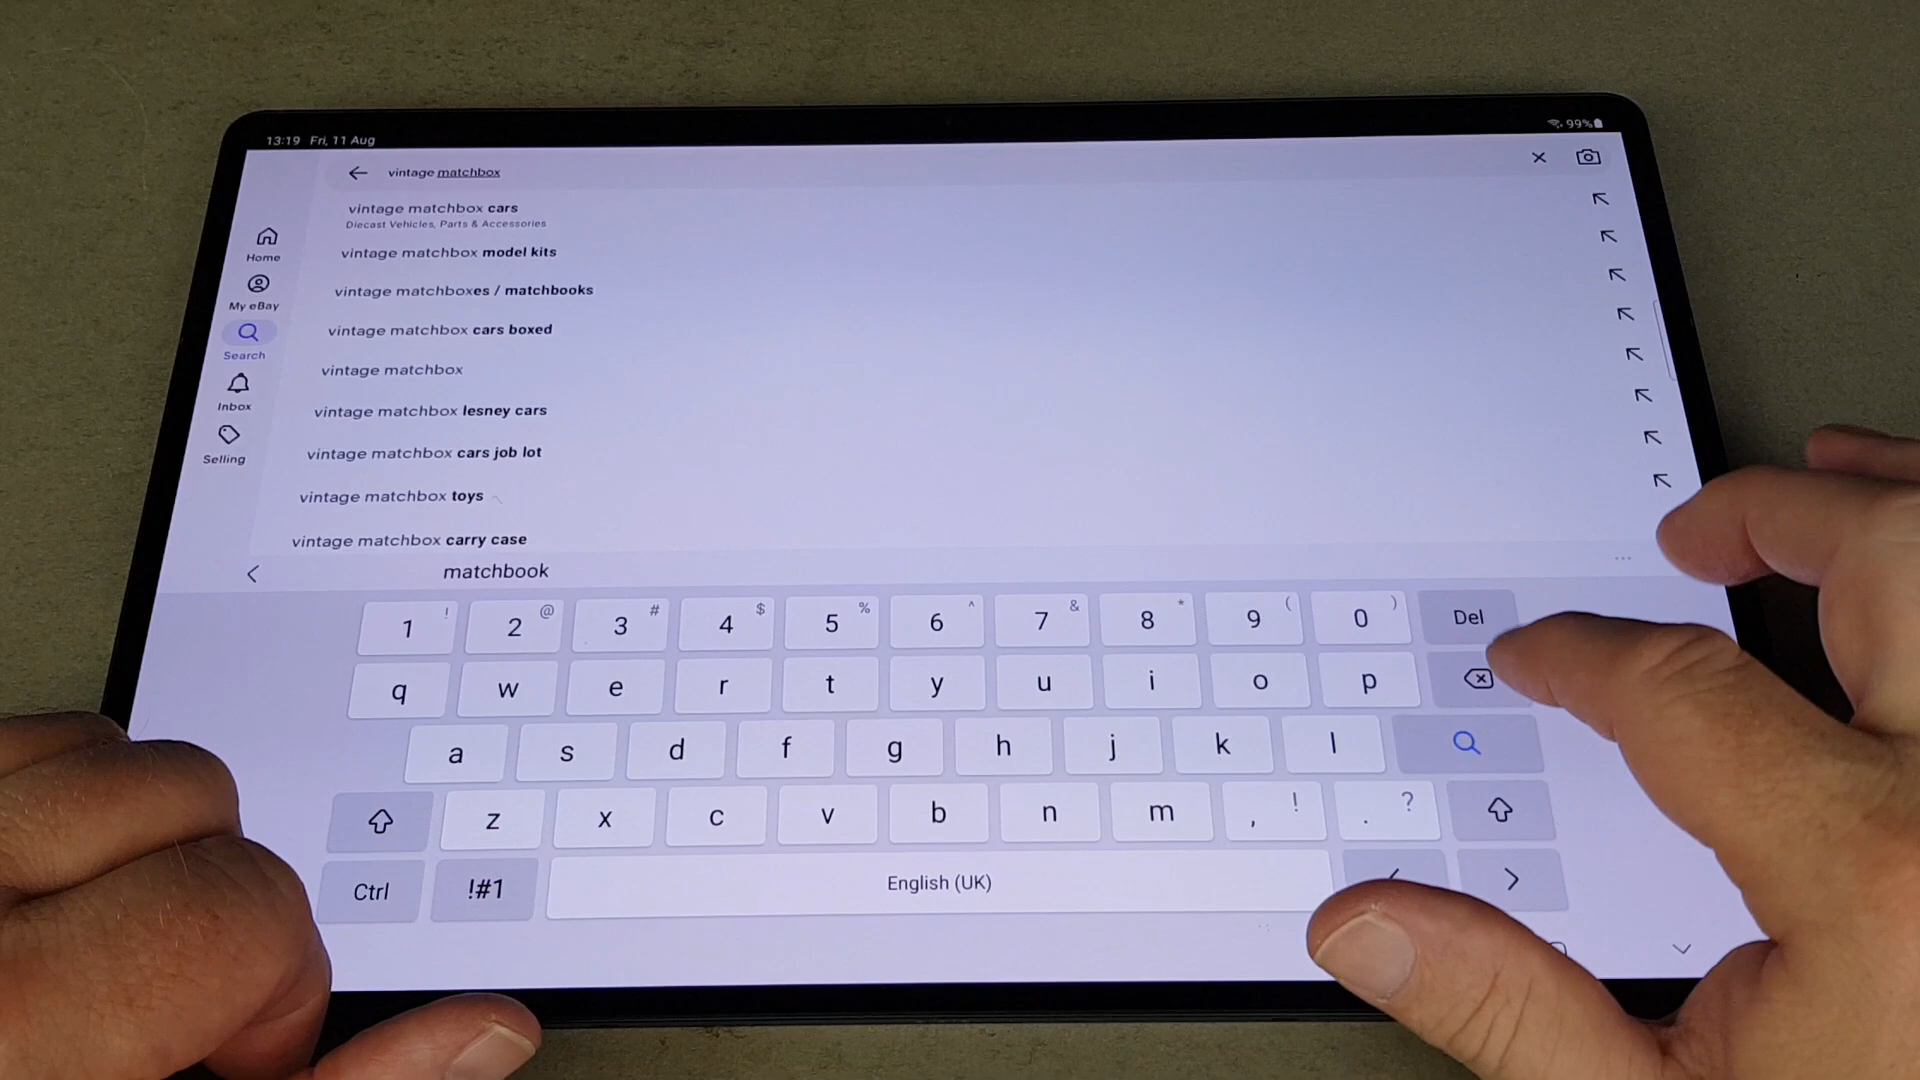 13:19 Fri, 11 Aug
99%
vintage matchbox
vintage matchbox cars
Diecast Vehicles, Parts & Accessories
vintage matchbox model kits
vintage matchboxes / matchbooks
vintage matchbox cars boxed
vintage matchbox
vintage matchbox lesney cars
vintage matchbox cars job lot
vintage matchbox toys
vintage matchbox carry case
Home
My eBay
Search
Inbox
Selling
matchbook
1 ! 2 @ 3 # 4 $ 5 % 6 ^ 7 & 8 * 9 ( 0 ) Del
q w e r t y u i o p
a s d f g h j k l
z x c v b n m , ! . ?
Ctrl !#1 English (UK)